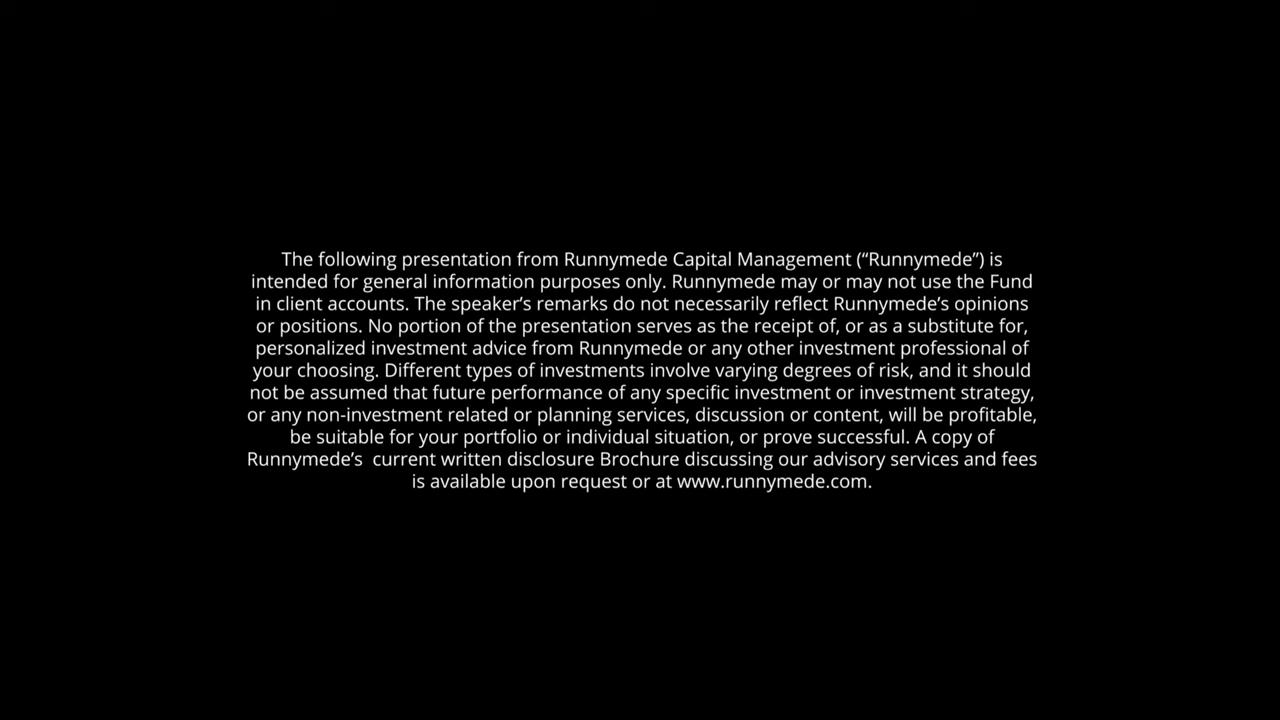 The following presentation from Runnymede Capital Management (“Runnymede”) is
intended for general information purposes only. Runnymede may or may not use the Fund
in client accounts. The speaker’s remarks do not necessarily reflect Runnymede’s opinions
or positions. No portion of the presentation serves as the receipt of, or as a substitute for,
personalized investment advice from Runnymede or any other investment professional of
your choosing. Different types of investments involve varying degrees of risk, and it should
not be assumed that future performance of any specific investment or investment strategy,
or any non-investment related or planning services, discussion or content, will be profitable,
be suitable for your portfolio or individual situation, or prove successful. A copy of
Runnymede’s  current written disclosure Brochure discussing our advisory services and fees
is available upon request or at www.runnymede.com.